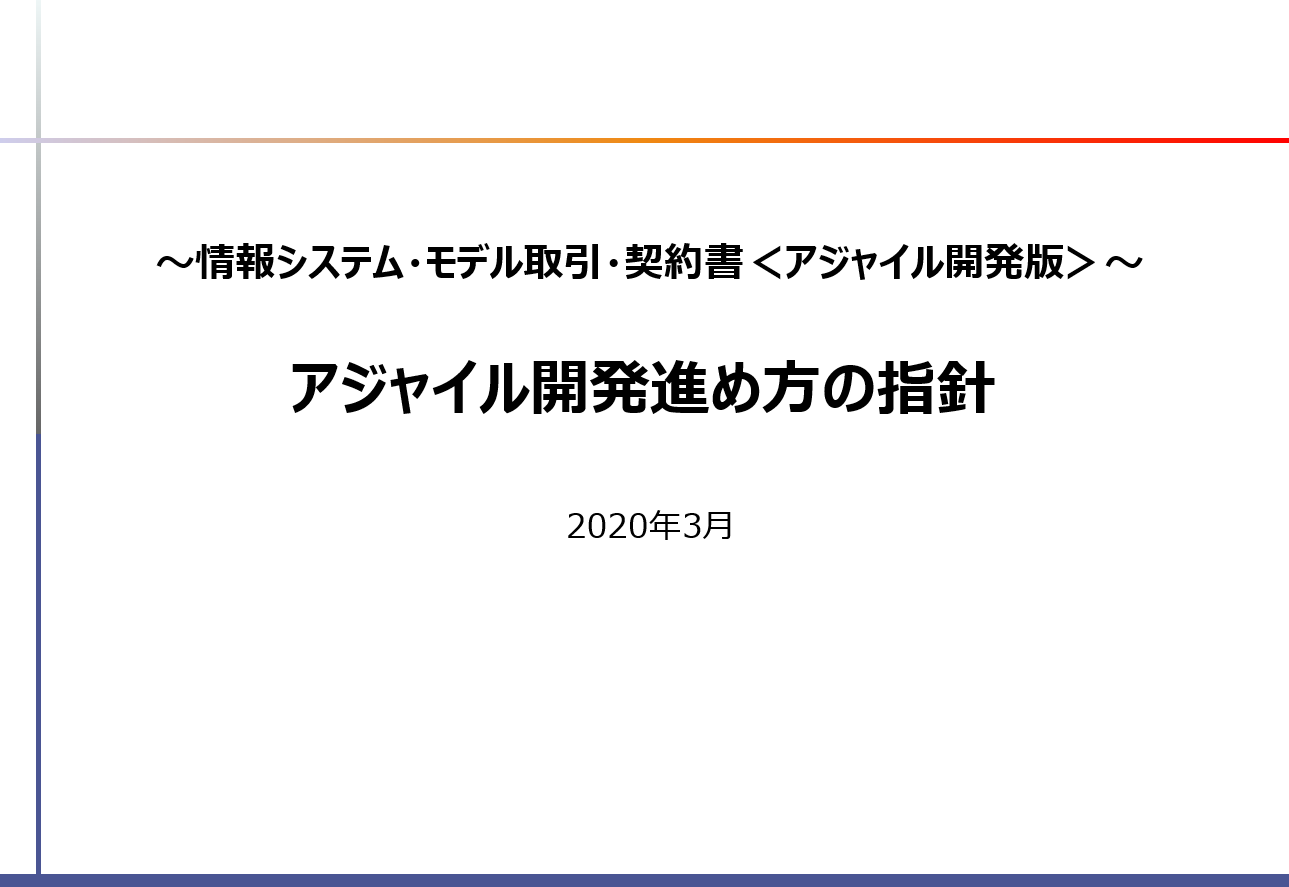 ～情報システム・モデル取引・契約書＜アジャイル開発版＞～
アジャイル開発進め方の指針
2020年3月